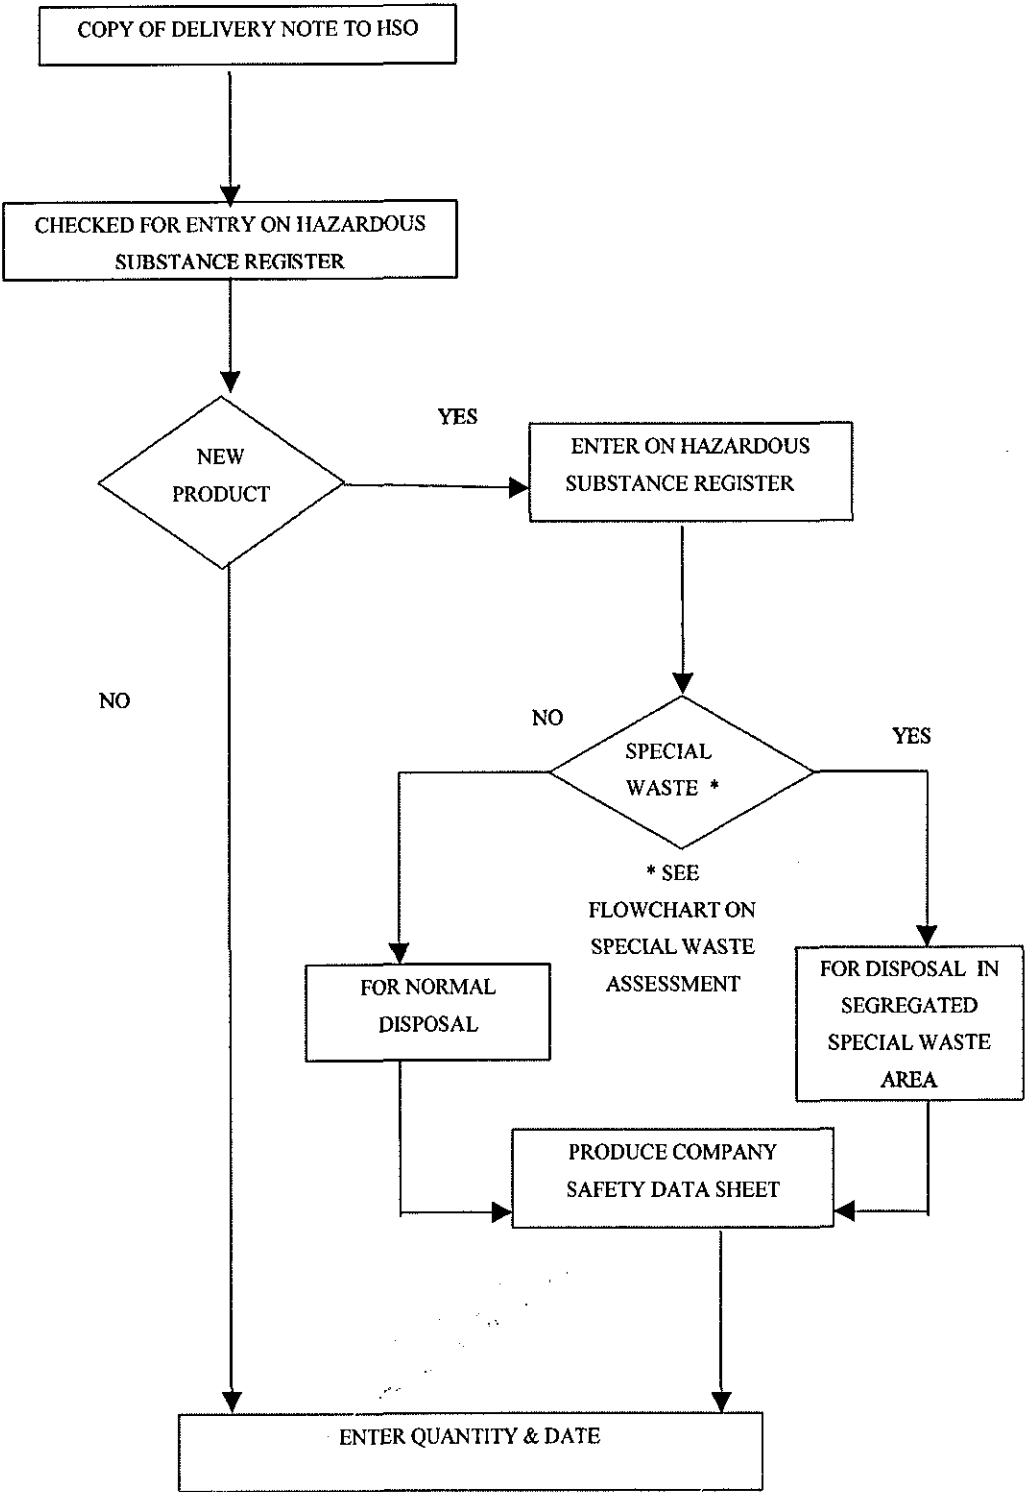 COPY OF DELIVERY NOTE TO HSO
CHECKED FOR ENTRY ON HAZARDOUS
SUBSTANCE REGISTER
NEW
PRODUCT
YES
ENTER ON HAZARDOUS
SUBSTANCE REGISTER
NO
NO
SPECIAL
WASTE *
YES
* SEE
FLOWCHART ON
SPECIAL WASTE
ASSESSMENT
FOR NORMAL
DISPOSAL
FOR DISPOSAL IN
SEGREGATED
SPECIAL WASTE
AREA
PRODUCE COMPANY
SAFETY DATA SHEET
ENTER QUANTITY & DATE